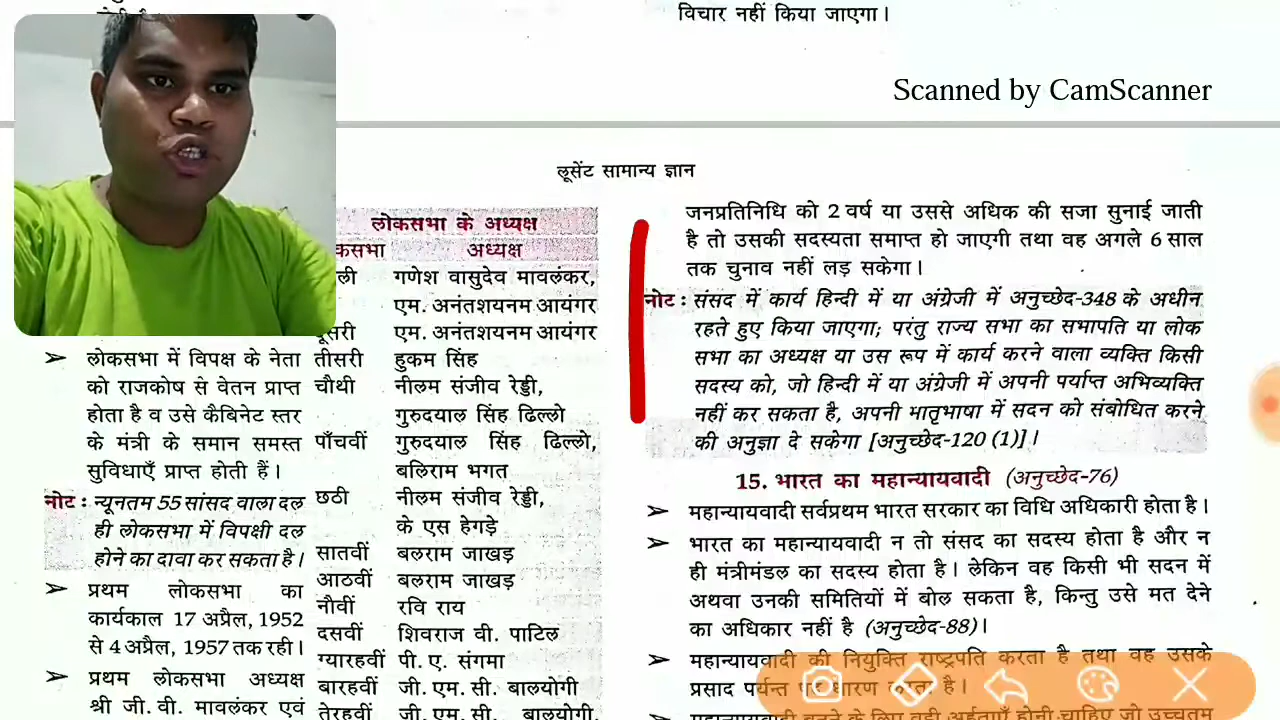 विचार नहीं किया जाएगा।
Scanned by CamScanner
लूसेंट सामान्य ज्ञान
लोकसभा के अध्यक्ष
कसभा अध्यक्ष
ली गणेश वासुदेव मावलंकर,
एम. अनंतशयनम आयंगर
दूसरी एम. अनंतशयनम आयंगर
तीसरी हुकम सिंह
चौथी नीलम संजीव रेड्डी,
गुरुदयाल सिंह ढिल्लो
पाँचवीं गुरुदयाल सिंह ढिल्लो,
बलिराम भगत
छठी नीलम संजीव रेड्डी,
के एस हेगड़े
सातवीं बलराम जाखड़
आठवीं बलराम जाखड़
नौवीं रवि राय
दसवीं शिवराज वी. पाटिल
ग्यारहवीं पी. ए. संगमा
बारहवीं जी. एम. सी. बालयोगी
तेरहवीं जी. एम. सी. बालयोगी,
➢ लोकसभा में विपक्ष के नेता
को राजकोष से वेतन प्राप्त
होता है व उसे कैबिनेट स्तर
के मंत्री के समान समस्त
सुविधाएँ प्राप्त होती हैं।
नोट : न्यूनतम 55 सांसद वाला दल
ही लोकसभा में विपक्षी दल
होने का दावा कर सकता है।
➢ प्रथम लोकसभा का
कार्यकाल 17 अप्रैल, 1952
से 4 अप्रैल, 1957 तक रही।
➢ प्रथम लोकसभा अध्यक्ष
श्री जी. वी. मावलंकर एवं
जनप्रतिनिधि को 2 वर्ष या उससे अधिक की सजा सुनाई जाती
है तो उसकी सदस्यता समाप्त हो जाएगी तथा वह अगले 6 साल
तक चुनाव नहीं लड़ सकेगा।
नोट : संसद में कार्य हिन्दी में या अंग्रेजी में अनुच्छेद-348 के अधीन
रहते हुए किया जाएगा; परंतु राज्य सभा का सभापति या लोक
सभा का अध्यक्ष या उस रूप में कार्य करने वाला व्यक्ति किसी
सदस्य को, जो हिन्दी में या अंग्रेजी में अपनी पर्याप्त अभिव्यक्ति
नहीं कर सकता है, अपनी भातृभाषा में सदन को संबोधित करने
की अनुज्ञा दे सकेगा [अनुच्छेद-120 (1)]।
15. भारत का महान्यायवादी (अनुच्छेद-76)
➢ महान्यायवादी सर्वप्रथम भारत सरकार का विधि अधिकारी होता है।
➢ भारत का महान्यायवादी न तो संसद का सदस्य होता है और न
ही मंत्रीमंडल का सदस्य होता है। लेकिन वह किसी भी सदन में
अथवा उनकी समितियों में बोल सकता है, किन्तु उसे मत देने
का अधिकार नहीं है (अनुच्छेद-88)।
➢ महान्यायवादी की नियुक्ति राष्ट्रपति करता है तथा वह उसके
प्रसाद पर्यन्त पद धारण करता है।